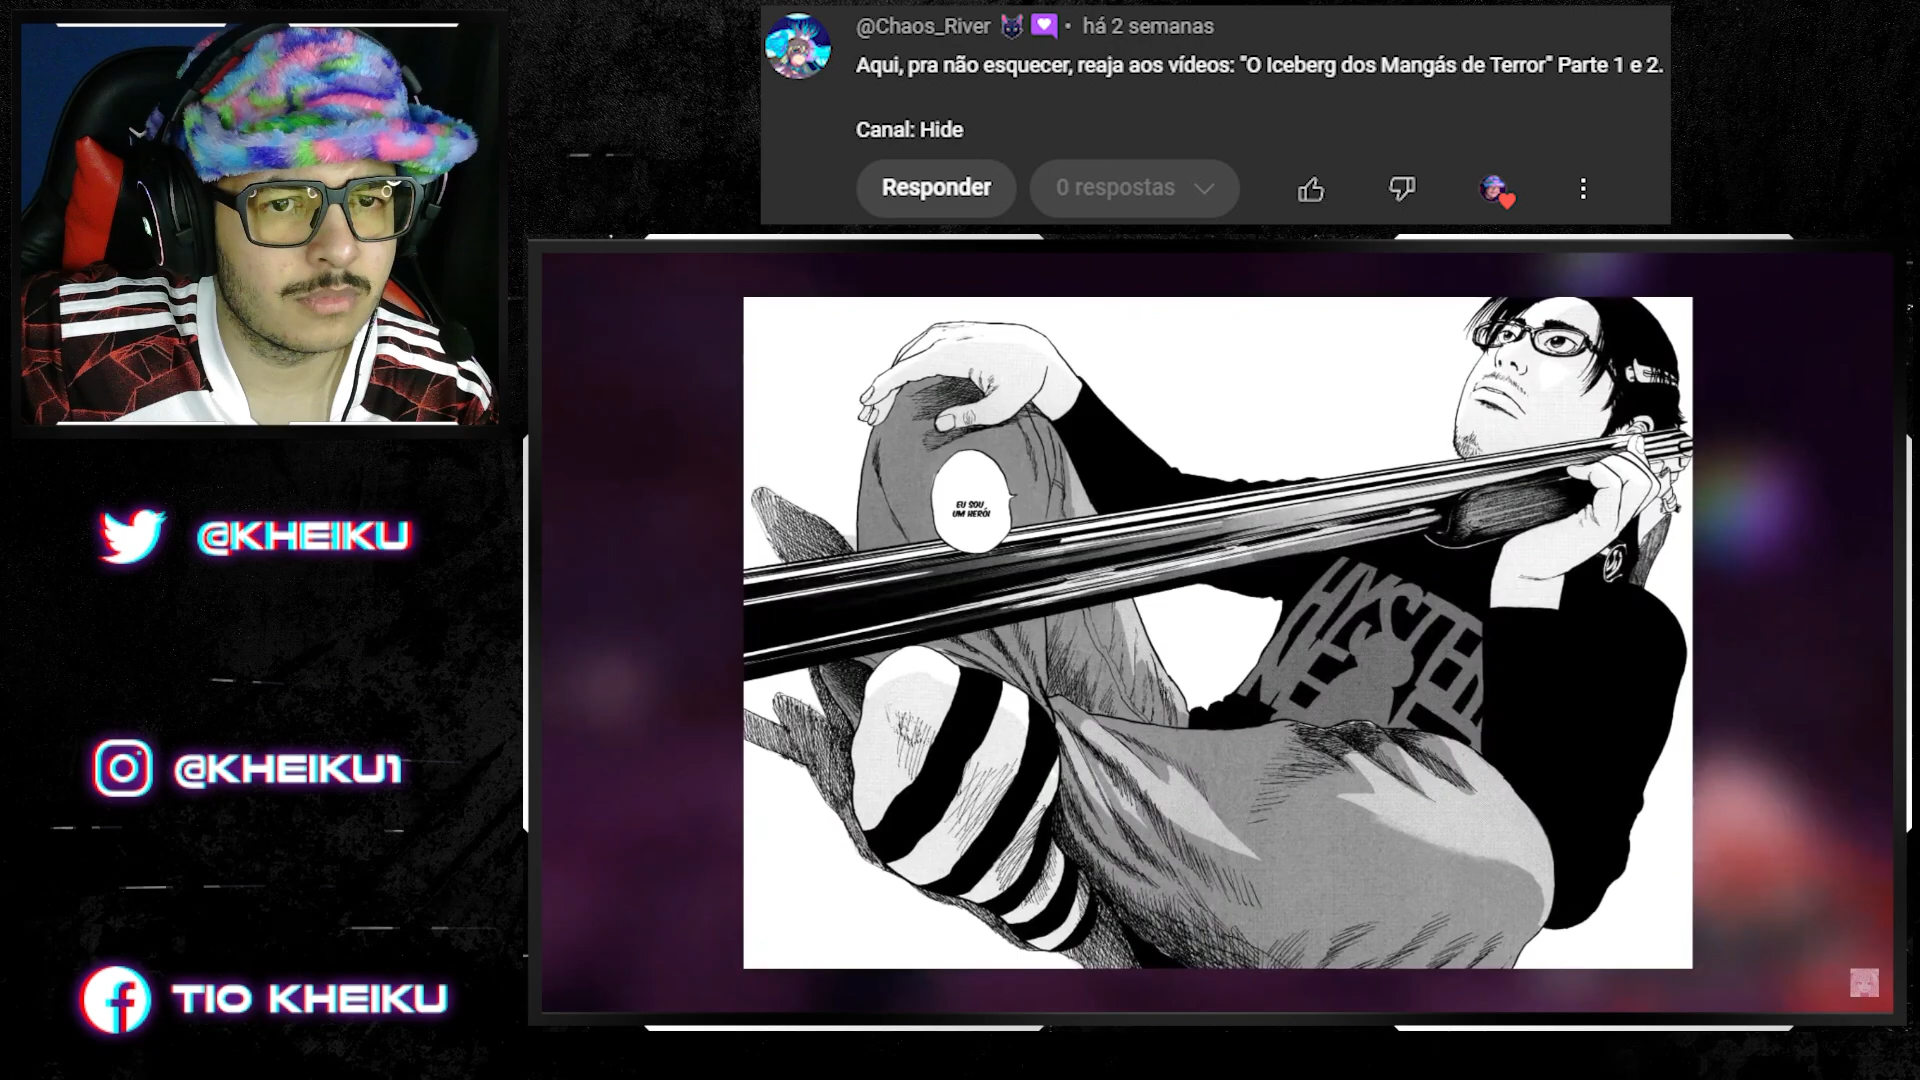 @Chaos_River • há 2 semanas
Aqui, pra não esquecer, reaja aos vídeos: "O Iceberg dos Mangás de Terror" Parte 1 e 2.
Canal: Hide
Responder
0 respostas
@KHEIKU
@KHEIKU1
TIO KHEIKU
EU SOU
UM HERÓI
HYSTERI